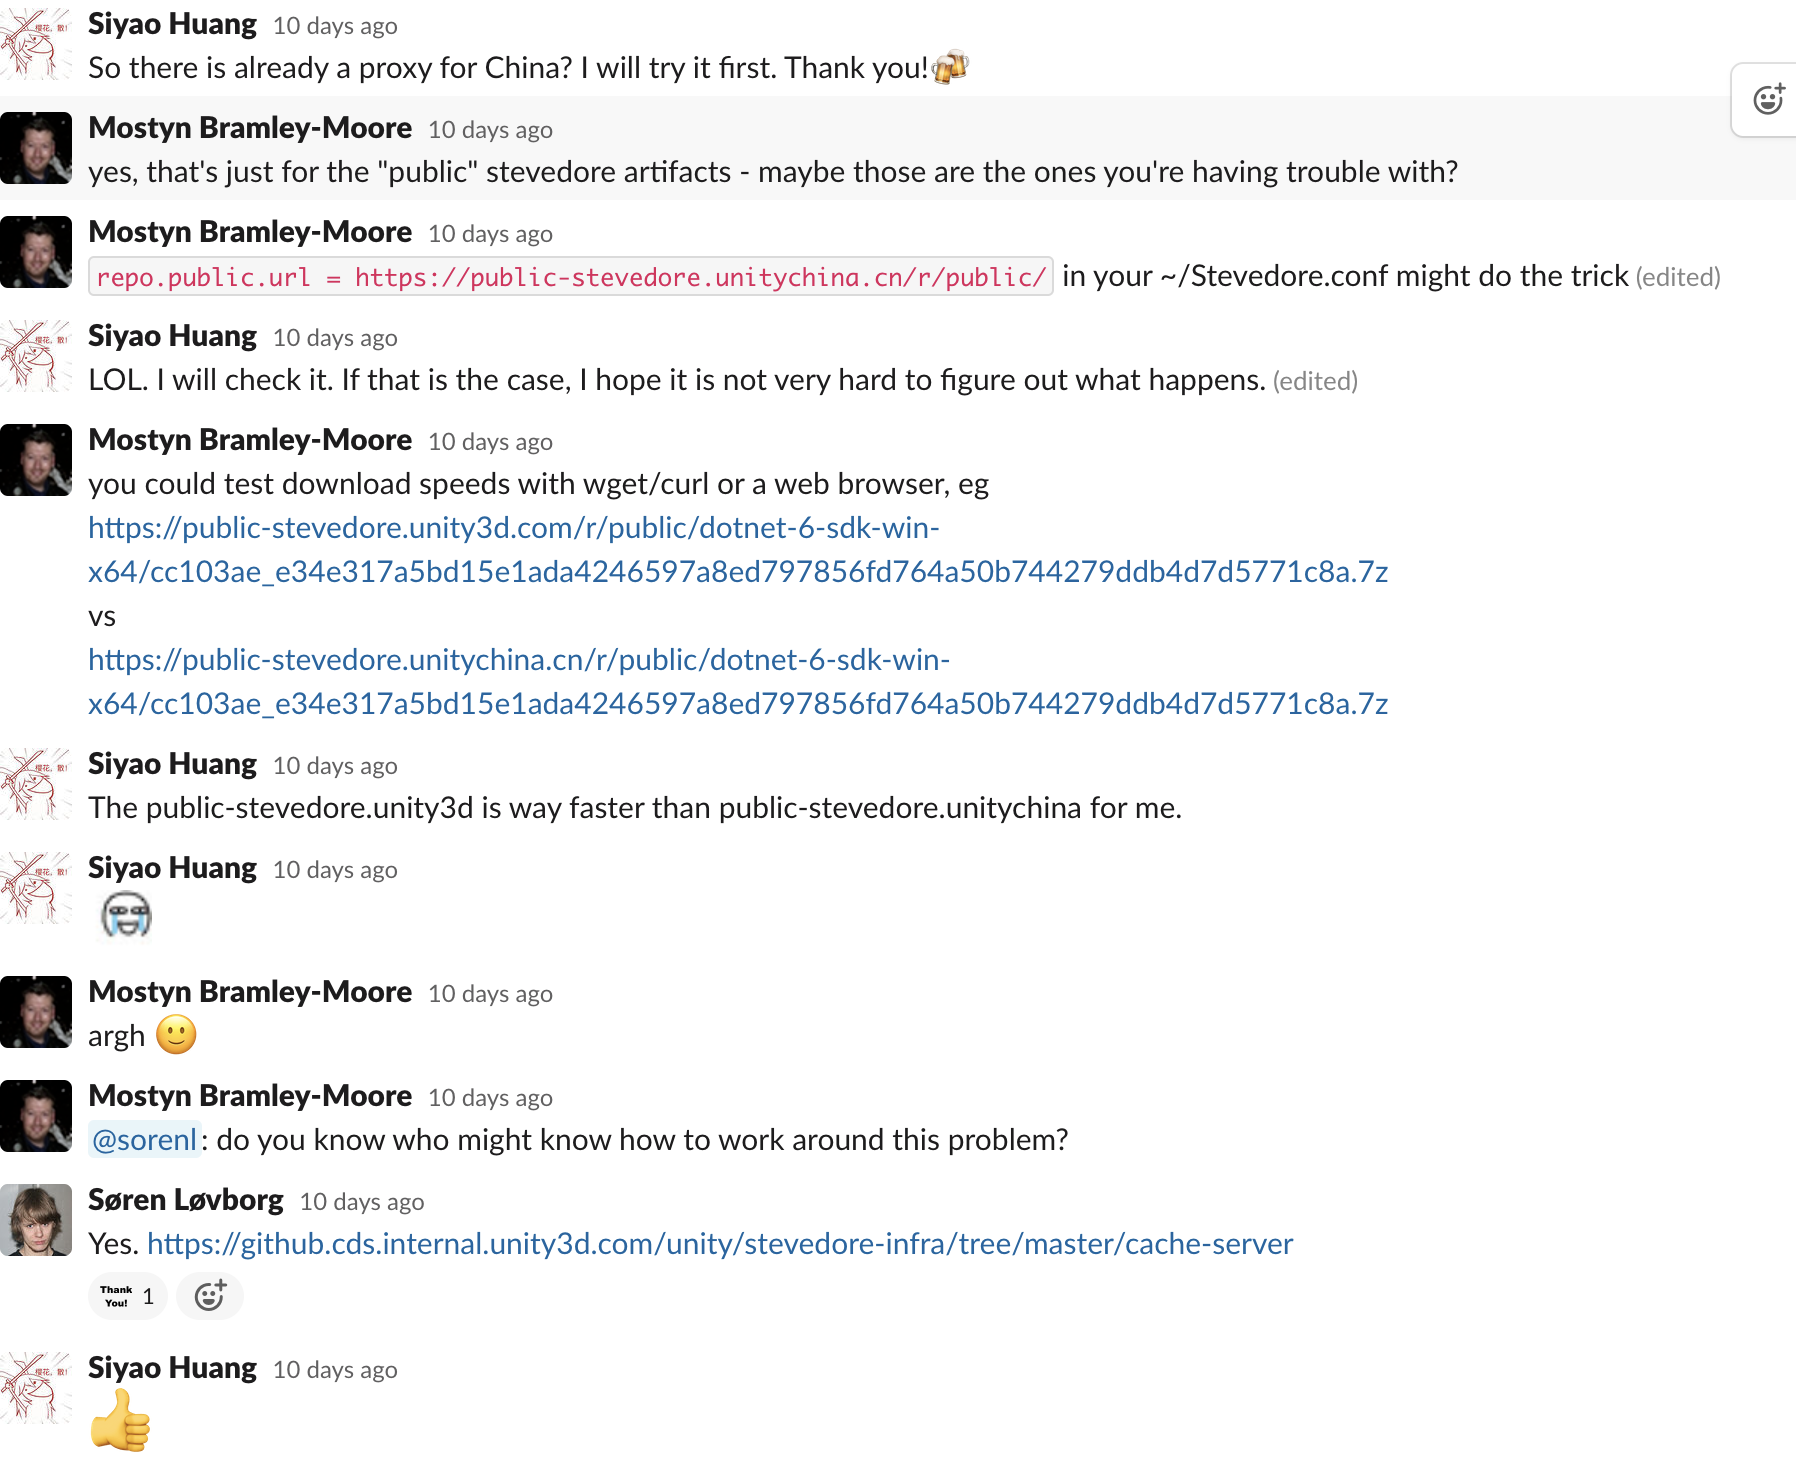 Siyao Huang 10 days ago
So there is already a proxy for China? I will try it first. Thank you!🍻
Mostyn Bramley-Moore 10 days ago
yes, that's just for the "public" stevedore artifacts - maybe those are the ones you're having trouble with?
Mostyn Bramley-Moore 10 days ago
repo.public.url = https://public-stevedore.unitychina.cn/r/public/ in your ~/Stevedore.conf might do the trick (edited)
Siyao Huang 10 days ago
LOL. I will check it. If that is the case, I hope it is not very hard to figure out what happens. (edited)
Mostyn Bramley-Moore 10 days ago
you could test download speeds with wget/curl or a web browser, eg
https://public-stevedore.unity3d.com/r/public/dotnet-6-sdk-win-
x64/cc103ae_e34e317a5bd15e1ada4246597a8ed797856fd764a50b744279ddb4d7d5771c8a.7z
vs
https://public-stevedore.unitychina.cn/r/public/dotnet-6-sdk-win-
x64/cc103ae_e34e317a5bd15e1ada4246597a8ed797856fd764a50b744279ddb4d7d5771c8a.7z
Siyao Huang 10 days ago
The public-stevedore.unity3d is way faster than public-stevedore.unitychina for me.
Siyao Huang 10 days ago
😭
Mostyn Bramley-Moore 10 days ago
argh 🙂
Mostyn Bramley-Moore 10 days ago
@sorenl: do you know who might know how to work around this problem?
Søren Løvborg 10 days ago
Yes. https://github.cds.internal.unity3d.com/unity/stevedore-infra/tree/master/cache-server
Thank You! 1
Siyao Huang 10 days ago
👍